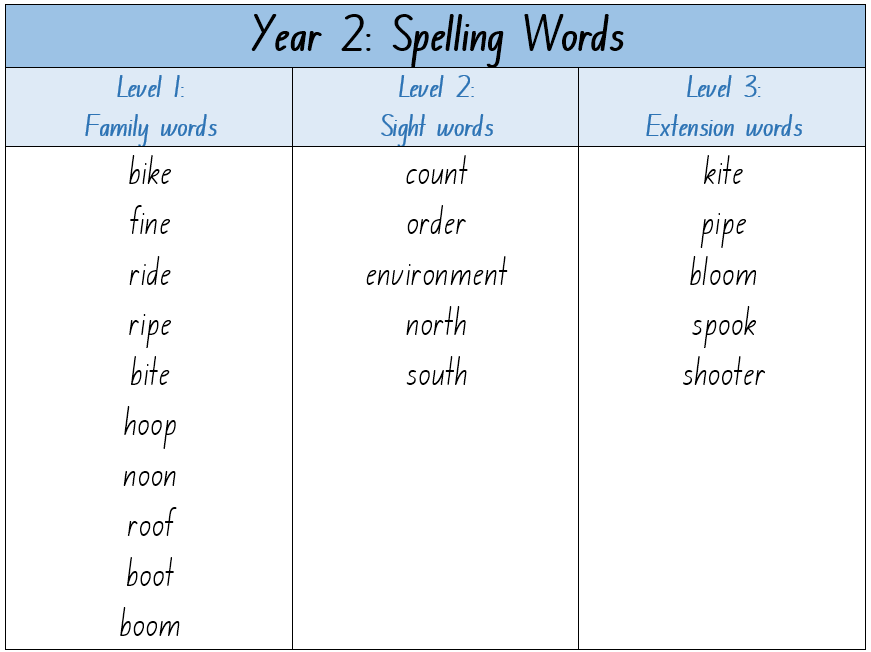 Year 2: Spelling Words
Level 1:
Family words
bike
fine
ride
ripe
bite
hoop
noon
roof
boot
boom
Level 2:
Sight words
count
order
environment
north
south
Level 3:
Extension words
kite
pipe
bloom
spook
shooter